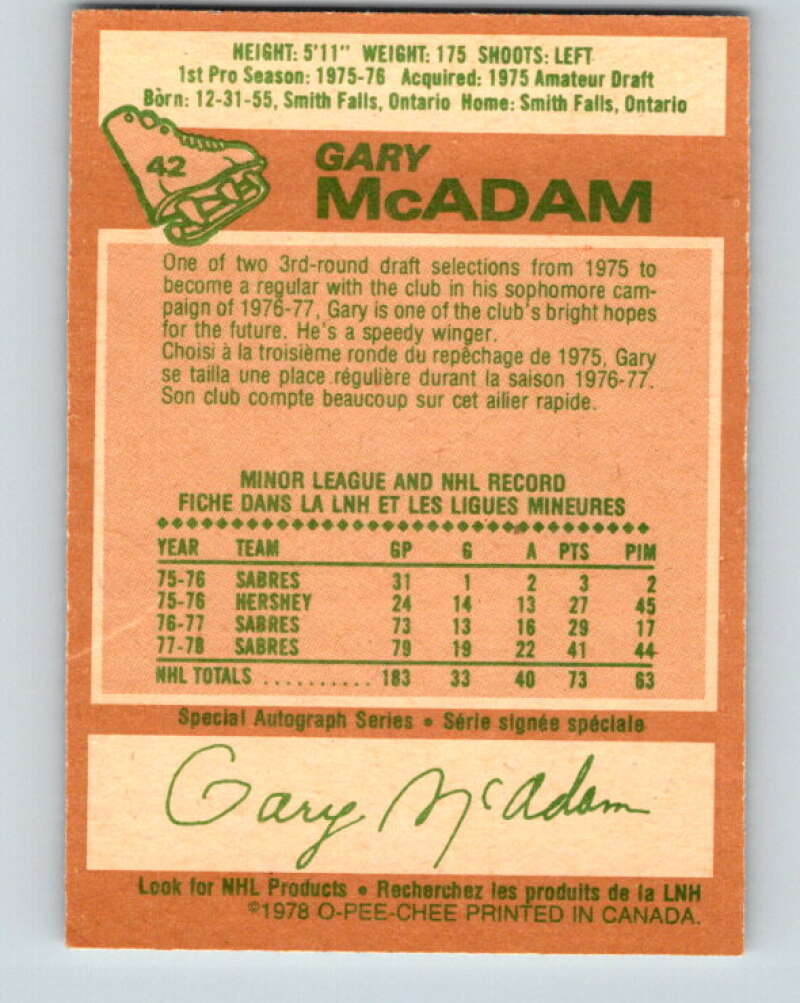 HEIGHT: 5'11" WEIGHT: 175 SHOOTS: LEFT
1st Pro Season: 1975-76 Acquired: 1975 Amateur Draft
Bòrn: 12-31-55, Smith Falls, Ontario Home: Smith Falls, Ontario
42
GARY
McADAM
One of two 3rd-round draft selections from 1975 to
become a regular with the club in his sophomore cam-
paign of 1976-77, Gary is one of the club's bright hopes
for the future. He's a speedy winger.
Choisi à la troisième ronde du repêchage de 1975, Gary
se tailla une place régulière durant la saison 1976-77.
Son club compte beaucoup sur cet ailier rapide.
MINOR LEAGUE AND NHL RECORD
FICHE DANS LA LNH ET LES LIGUES MINEURES
YEAR TEAM GP G A PTS PIM
75-76 SABRES 31 1 2 3 2
75-76 HERSHEY 24 14 13 27 45
76-77 SABRES 73 13 16 29 17
77-78 SABRES 79 19 22 41 44
NHL TOTALS .......... 183 33 40 73 63
Special Autograph Series • Série signée spéciale
Gary McAdam
Look for NHL Products • Recherchez les produits de la LNH
©1978 O-PEE-CHEE PRINTED IN CANADA.